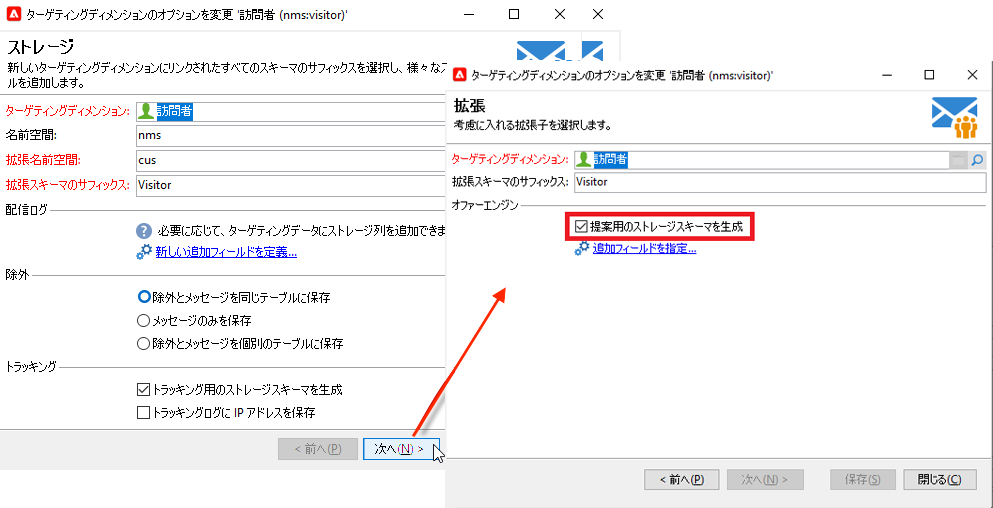 ターゲティングディメンションのオプションを変更 '訪問者 (nms:visitor)'
ストレージ
新しいターゲティングディメンションにリンクされたすべてのスキーマのサフィックスを選択し、様々な
ルを追加します。
ターゲティングディメンション: 訪問者
名前空間: nms
拡張名前空間: cus
拡張スキーマのサフィックス: Visitor
配信ログ
必要に応じて、ターゲティングデータにストレージ列を追加できま
新しい追加フィールドを定義...
除外
除外とメッセージを同じテーブルに保存
メッセージのみを保存
除外とメッセージを個別のテーブルに保存
トラッキング
トラッキング用のストレージスキーマを生成
トラッキングログに IP アドレスを保存
< 前へ(P) 次へ(N) >
ターゲティングディメンションのオプションを変更 '訪問者 (nms:visitor)'
拡張
考慮に入れる拡張子を選択します。
ターゲティングディメンション: 訪問者
拡張スキーマのサフィックス: Visitor
オファーエンジン
提案用のストレージスキーマを生成
追加フィールドを指定...
< 前へ(P) 次へ(N) > 保存(S) 閉じる(C)